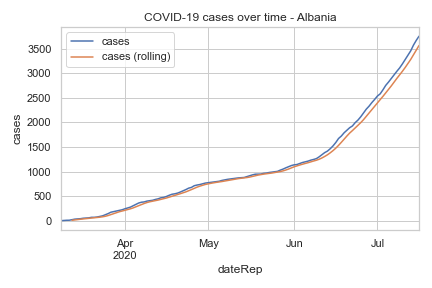 COVID-19 cases over time - Albania
cases
cases (rolling)
3500
3000
2500
2000
1500
1000
500
0
cases
Apr
2020
May
Jun
Jul
dateRep